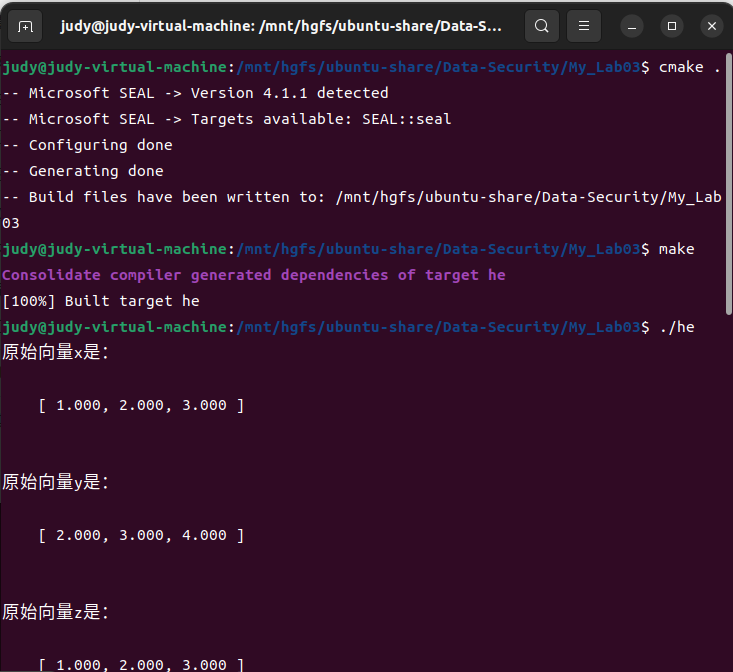 judy@judy-virtual-machine: /mnt/hgfs/ubuntu-share/Data-S...
judy@judy-virtual-machine:/mnt/hgfs/ubuntu-share/Data-Security/My_Lab03$ cmake .
-- Microsoft SEAL -> Version 4.1.1 detected
-- Microsoft SEAL -> Targets available: SEAL::seal
-- Configuring done
-- Generating done
-- Build files have been written to: /mnt/hgfs/ubuntu-share/Data-Security/My_Lab
03
judy@judy-virtual-machine:/mnt/hgfs/ubuntu-share/Data-Security/My_Lab03$ make
Consolidate compiler generated dependencies of target he
[100%] Built target he
judy@judy-virtual-machine:/mnt/hgfs/ubuntu-share/Data-Security/My_Lab03$ ./he
原始向量x是：
[ 1.000, 2.000, 3.000 ]
原始向量y是：
[ 2.000, 3.000, 4.000 ]
原始向量z是：
[ 1.000, 2.000, 3.000 ]